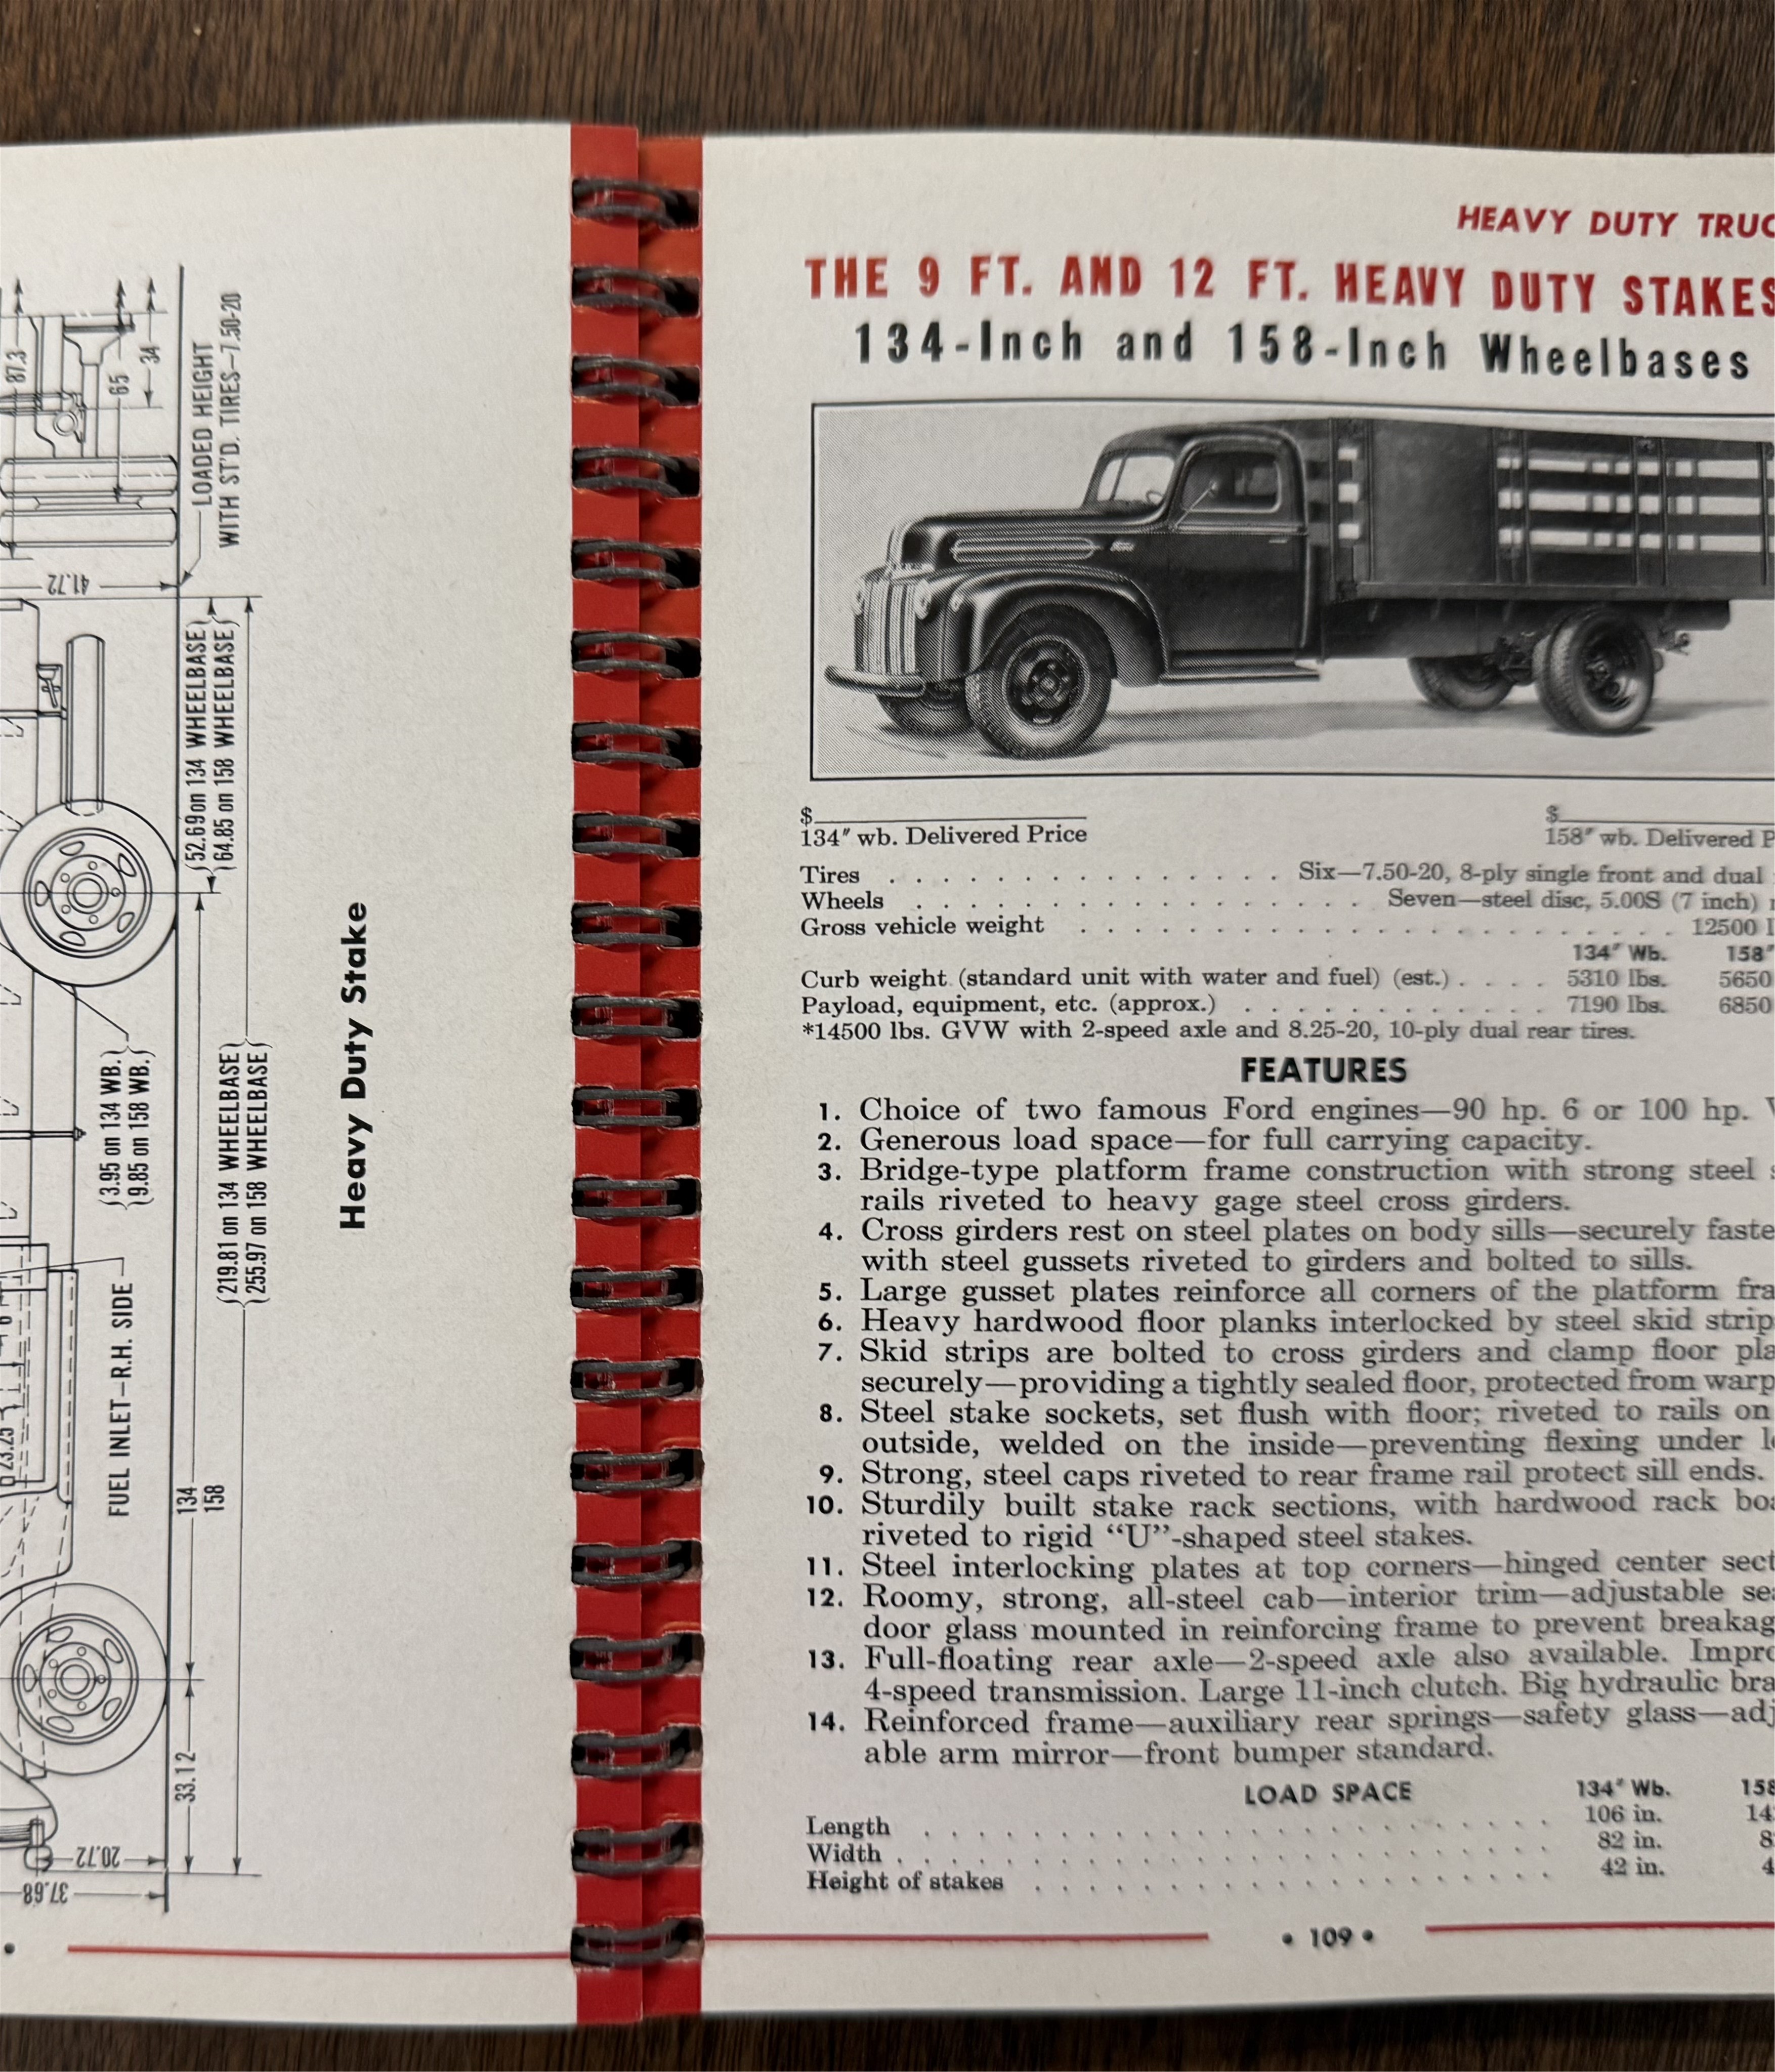 87.3
65
34
LOADED HEIGHT
WITH ST'D. TIRES—7.50-20
41.72
52.69 on 134 WHEELBASE
64.85 on 158 WHEELBASE
3.95 on 134 WB.
9.85 on 158 WB.
219.81 on 134 WHEELBASE
255.97 on 158 WHEELBASE
FUEL INLET—R.H. SIDE
23.25
134
158
33.12
20.72
37.68
Heavy Duty Stake
HEAVY DUTY TRUC
THE 9 FT. AND 12 FT. HEAVY DUTY STAKES
134-Inch and 158-Inch Wheelbases
Ford
$ $
134″ wb. Delivered Price 158″ wb. Delivered P
Tires . . . . . . . . . . . . . . . Six—7.50-20, 8-ply single front and dual
Wheels . . . . . . . . . . . . . . . . . Seven—steel disc, 5.00S (7 inch)
Gross vehicle weight . . . . . . . . . . . . . . . . . . . . . . . 12500 l
134″ Wb. 158″
Curb weight (standard unit with water and fuel) (est.) . . . . 5310 lbs. 5650
Payload, equipment, etc. (approx.) . . . . . . . . . . . . 7190 lbs. 6850
*14500 lbs. GVW with 2-speed axle and 8.25-20, 10-ply dual rear tires.
FEATURES
1. Choice of two famous Ford engines—90 hp. 6 or 100 hp.
2. Generous load space—for full carrying capacity.
3. Bridge-type platform frame construction with strong steel
rails riveted to heavy gage steel cross girders.
4. Cross girders rest on steel plates on body sills—securely faste
with steel gussets riveted to girders and bolted to sills.
5. Large gusset plates reinforce all corners of the platform fra
6. Heavy hardwood floor planks interlocked by steel skid strip
7. Skid strips are bolted to cross girders and clamp floor pla
securely—providing a tightly sealed floor, protected from warp
8. Steel stake sockets, set flush with floor; riveted to rails on
outside, welded on the inside—preventing flexing under l
9. Strong, steel caps riveted to rear frame rail protect sill ends.
10. Sturdily built stake rack sections, with hardwood rack boa
riveted to rigid “U”-shaped steel stakes.
11. Steel interlocking plates at top corners—hinged center sect
12. Roomy, strong, all-steel cab—interior trim—adjustable sea
door glass mounted in reinforcing frame to prevent breakag
13. Full-floating rear axle—2-speed axle also available. Impro
4-speed transmission. Large 11-inch clutch. Big hydraulic bra
14. Reinforced frame—auxiliary rear springs—safety glass—adj
able arm mirror—front bumper standard.
LOAD SPACE 134″ Wb. 158
Length . . . . . . . . . . . . . . . . 106 in. 14
Width . . . . . . . . . . . . . . . . . 82 in. 8
Height of stakes . . . . . . . . . . . . . 42 in. 4
• 109 •